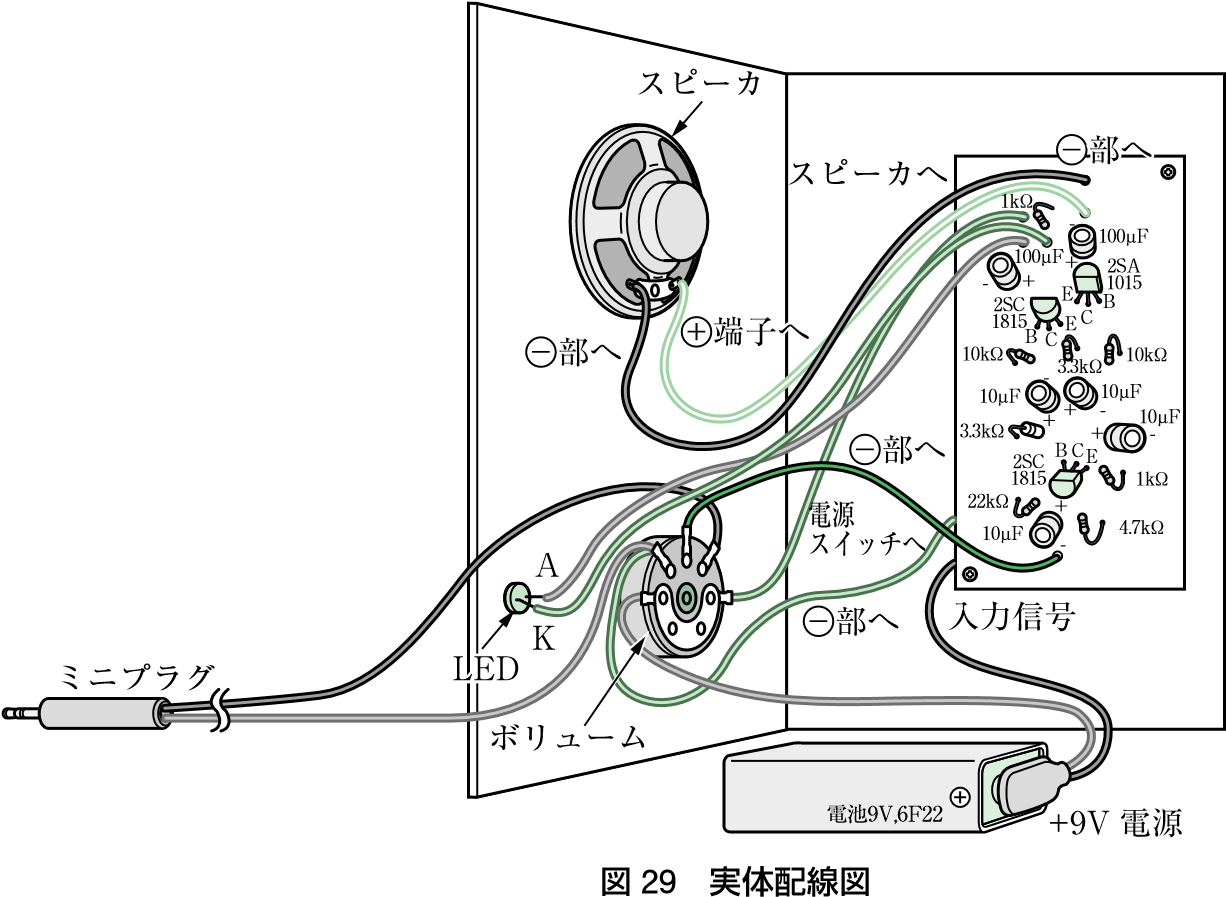 スピーカ
⊖部へ
スピーカへ
1kΩ
-
100μF
100μF
+
-
+
2SA
1015
E
B
C
2SC
1815
E
B
C
10kΩ
3.3kΩ
10kΩ
⊕端子へ
⊖部へ
-
10μF
10μF
+
+
-
10μF
+
-
3.3kΩ
⊖部へ
B C E
2SC
1815
1kΩ
+
22kΩ
10μF
4.7kΩ
-
電源
スイッチへ
A
K
LED
⊖部へ
入力信号
ミニプラグ
ボリューム
⊕
電池9V,6F22
+9V 電源
図 29 実体配線図